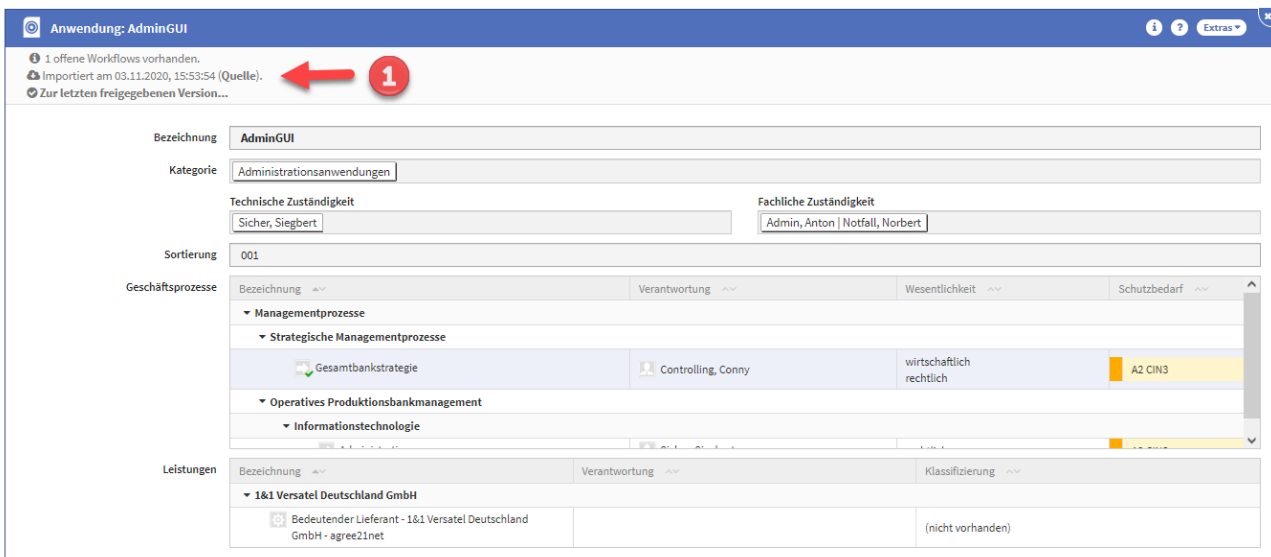 Anwendung: AdminGUI
i ? Extras
1 offene Workflows vorhanden.
Importiert am 03.11.2020, 15:53:54 (Quelle).
1
Zur letzten freigegebenen Version...
Bezeichnung AdminGUI
Kategorie Administrationsanwendungen
Technische Zuständigkeit Fachliche Zuständigkeit
Sicher, Siegbert Admin, Anton | Notfall, Norbert
Sortierung 001
Geschäftsprozesse Bezeichnung Verantwortung Wesentlichkeit Schutzbedarf
Managementprozesse
Strategische Managementprozesse
Gesamtbankstrategie Controlling, Conny wirtschaftlich A2 CIN3
rechtlich
Operatives Produktionsbankmanagement
Informationstechnologie
Leistungen Bezeichnung Verantwortung Klassifizierung
1&1 Versatel Deutschland GmbH
Bedeutender Lieferant - 1&1 Versatel Deutschland (nicht vorhanden)
GmbH - agree21net